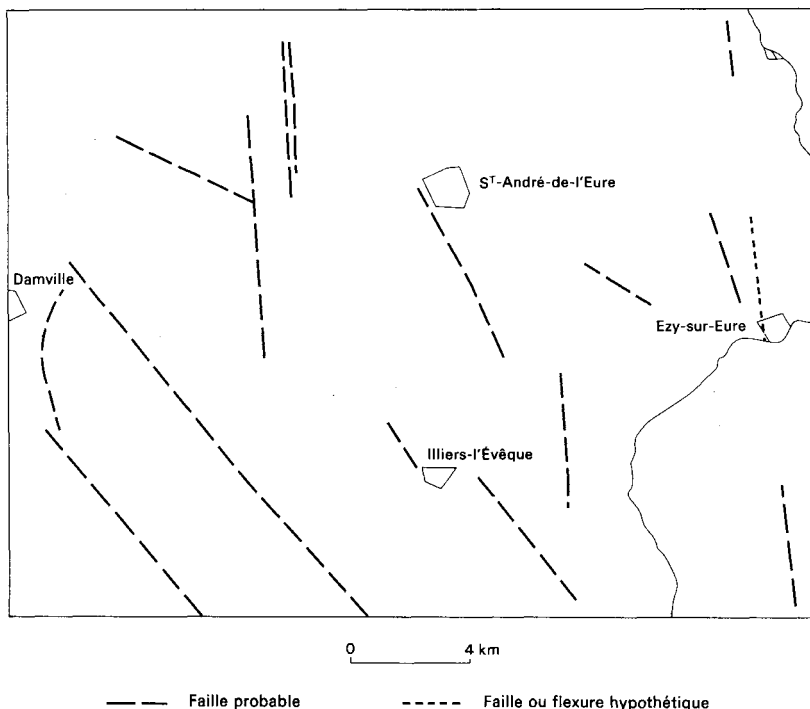 Sᵀ-André-de-l'Eure
Damville
Ezy-sur-Eure
Illiers-l'Évêque
0 4 km
Faille probable
Faille ou flexure hypothétique